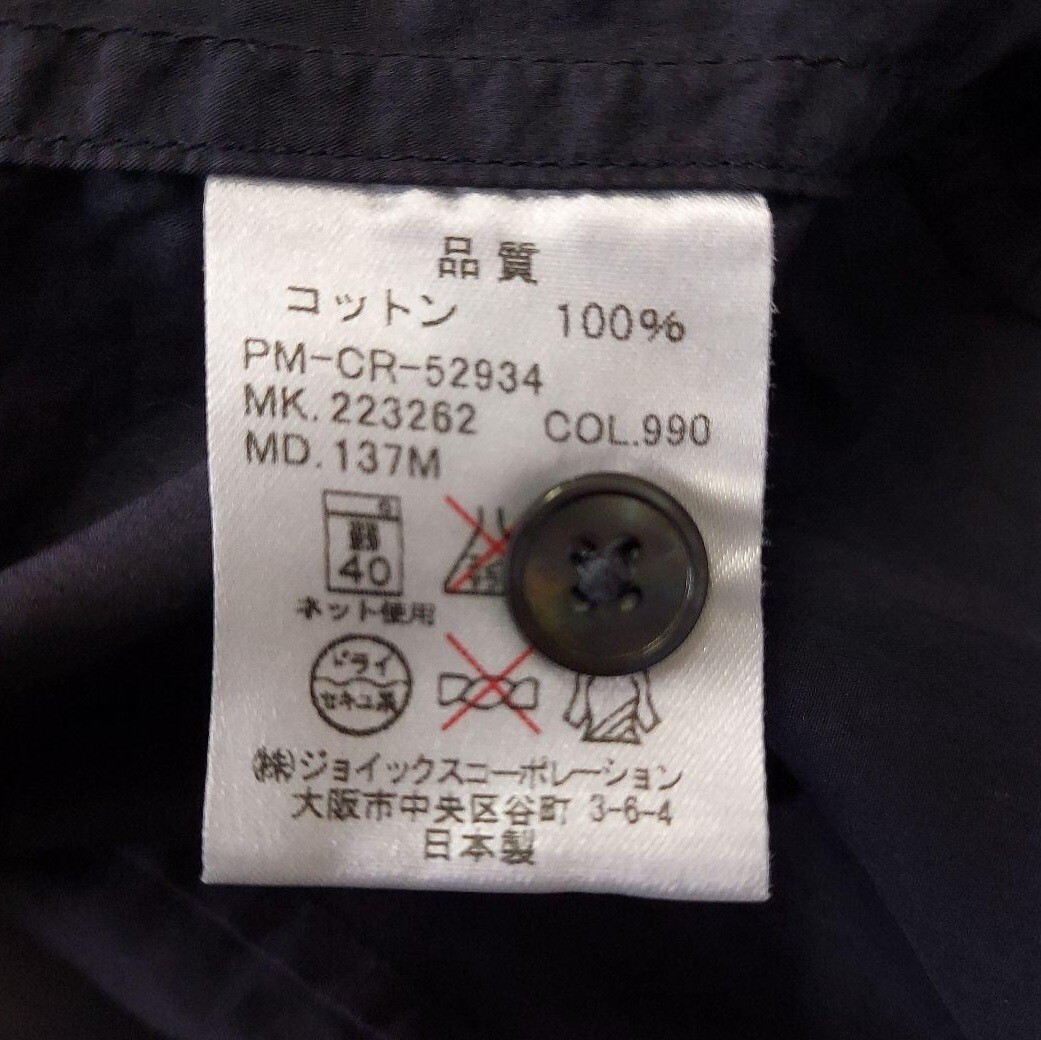 品質
コットン 100%
PM-CR-52934
MK.223262 COL.990
MD.137M
弱
40
ネット使用
ドライ
セキユ系
㈱ジョイックスコーポレーション
大阪市中央区谷町 3-6-4
日本製